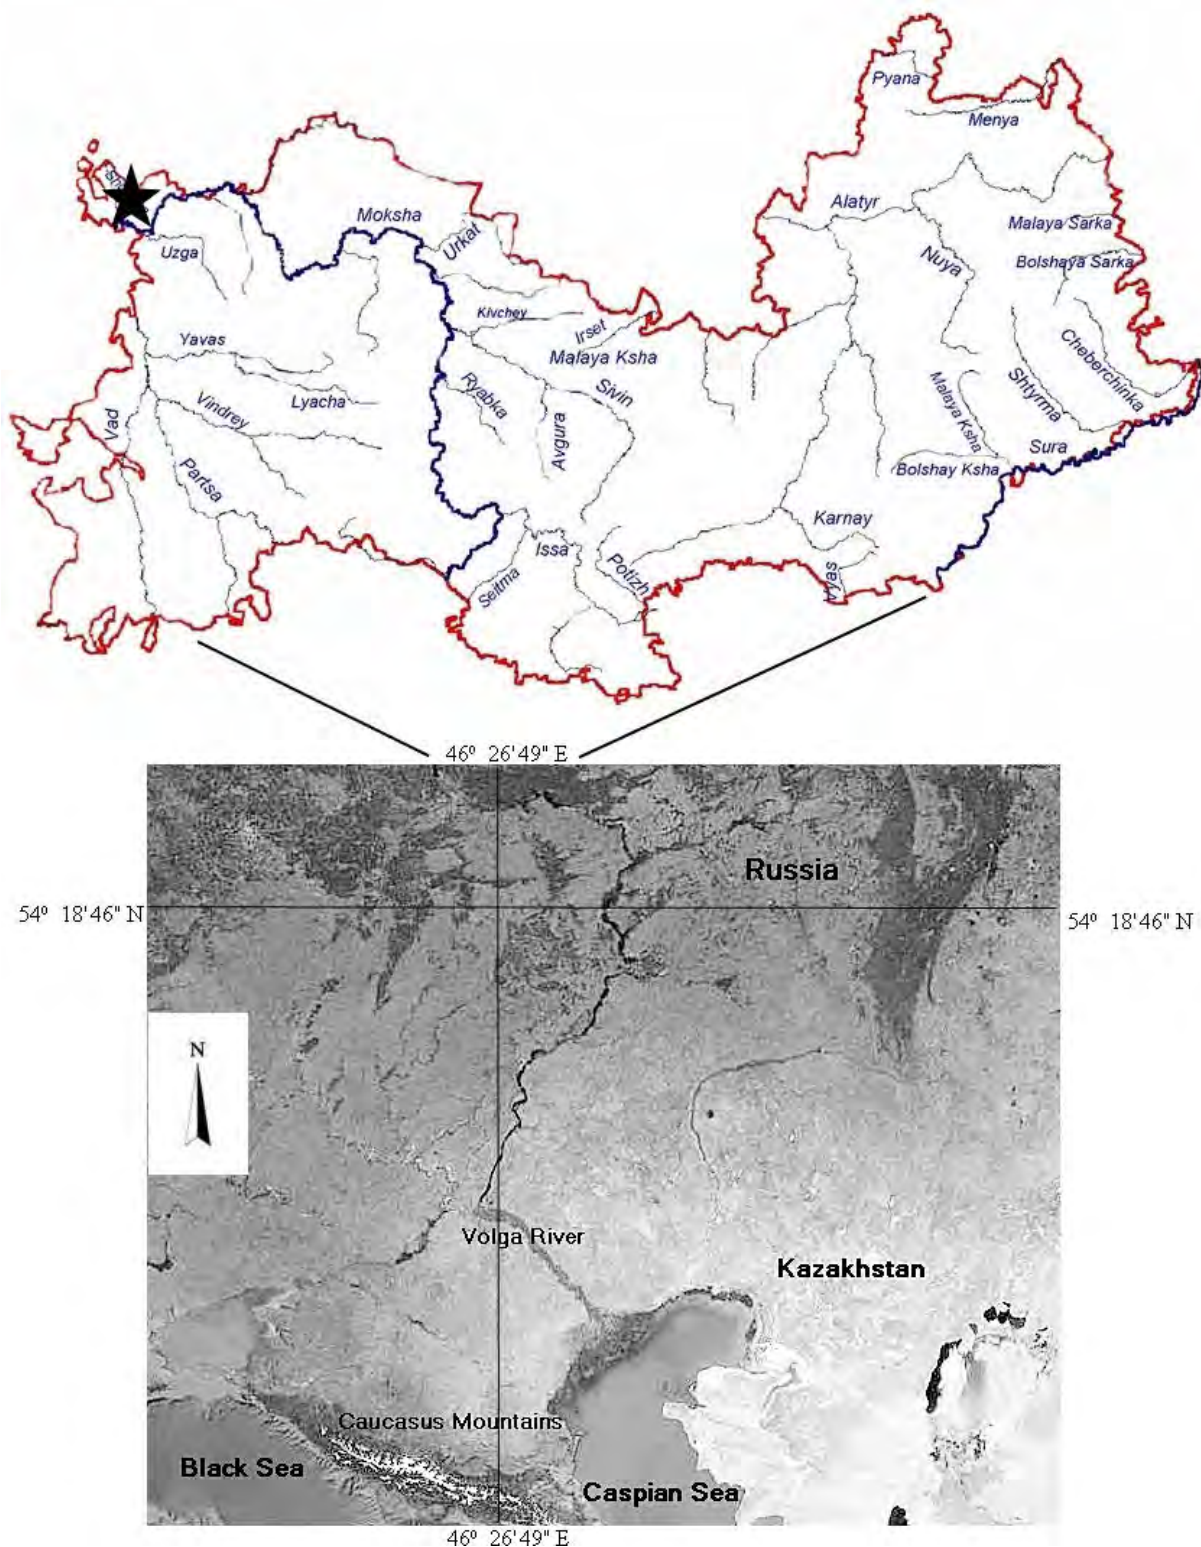 Pyana
Menya
Moksha
Alatyr
Malaya Sarka
Urkat
Uzga
Nuya
Bolshaya Sarka
Kivchey
Irset
Yavas
Malaya Ksha
Cheberchinka
Ryabka
Sivin
Lyacha
Malaya Ksha
Shtyrma
Vindrey
Vad
Avgura
Sura
Bolshay Ksha
Partsa
Karnay
Issa
Potizh
Seitma
46º 26'49" E
Russia
54º 18'46" N
54º 18'46" N
N
Volga River
Kazakhstan
Caucasus Mountains
Black Sea
Caspian Sea
46º 26'49" E